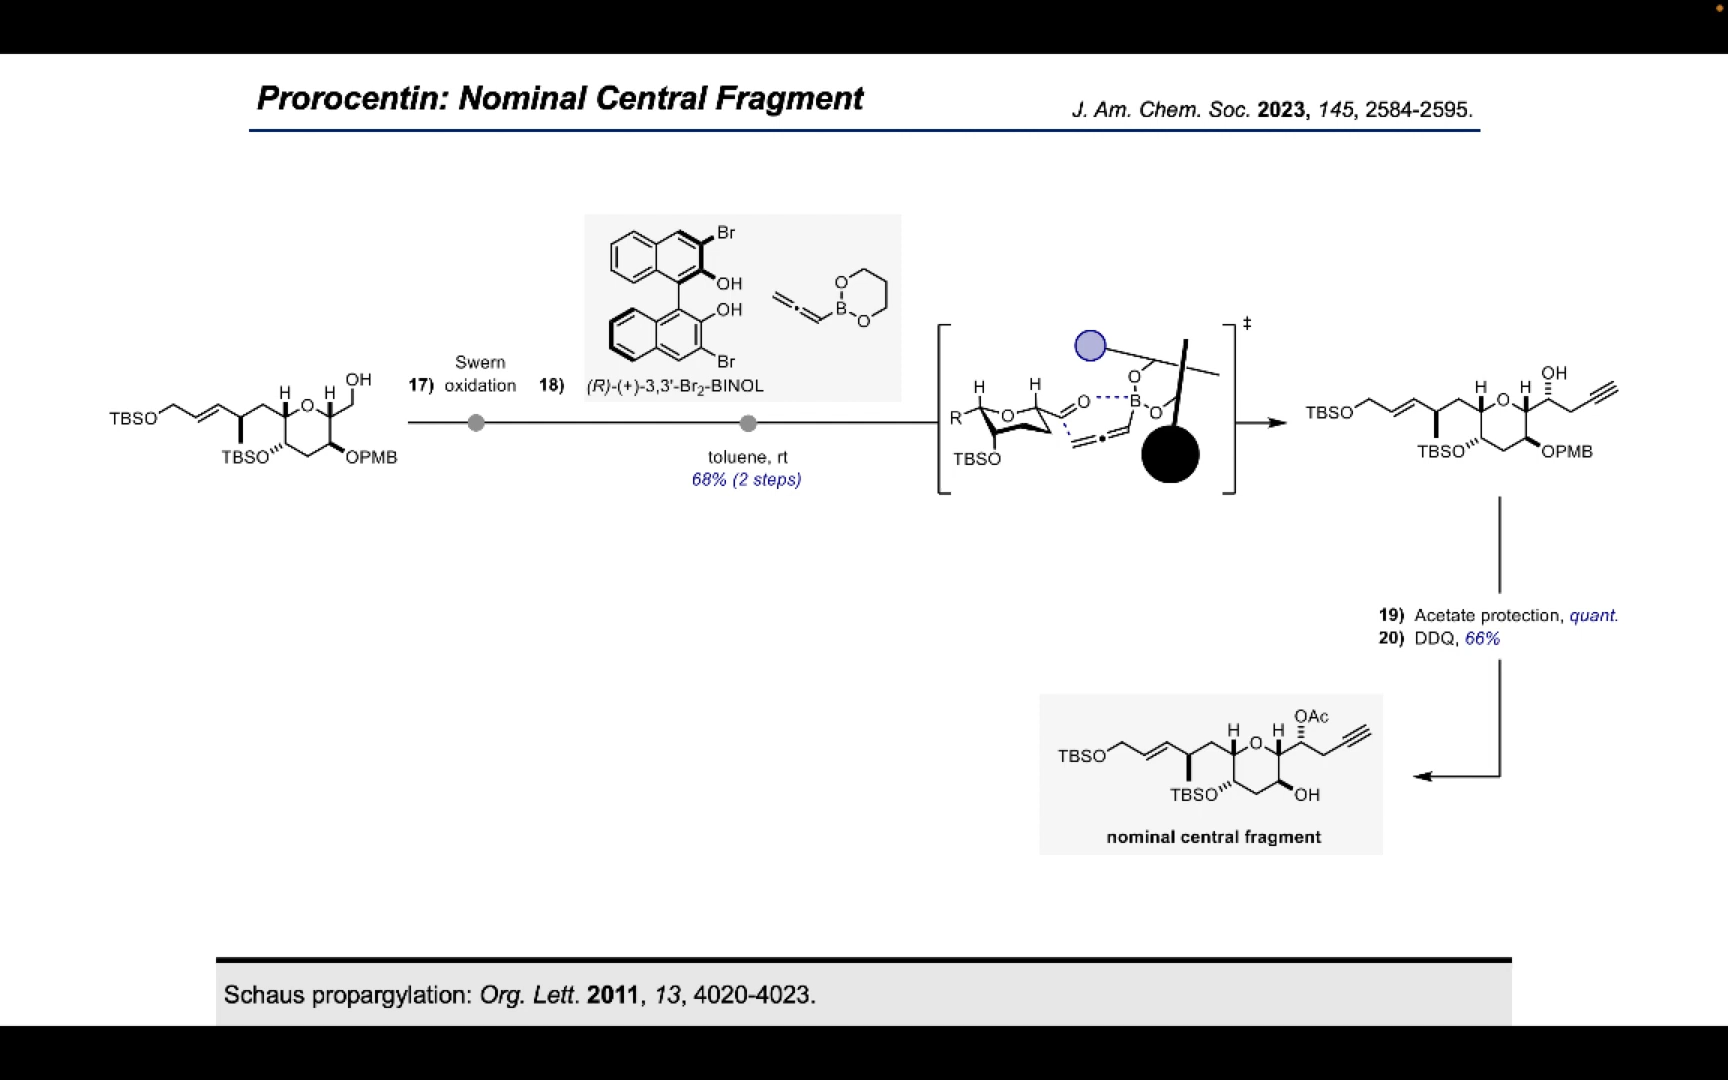 Prorocentin: Nominal Central Fragment
J. Am. Chem. Soc. 2023, 145, 2584-2595.
Br
OH
OH
Br
O
B
O
(R)-(+)-3,3'-Br2-BINOL
17) Swern oxidation
18)
toluene, rt
68% (2 steps)
TBSO
H
O
H
OH
TBSO
OPMB
H
H
R
O
O
TBSO
O
B
O
‡
TBSO
H
O
H
OH
TBSO
OPMB
19) Acetate protection, quant.
20) DDQ, 66%
TBSO
H
O
H
OAc
TBSO
OH
nominal central fragment
Schaus propargylation: Org. Lett. 2011, 13, 4020-4023.